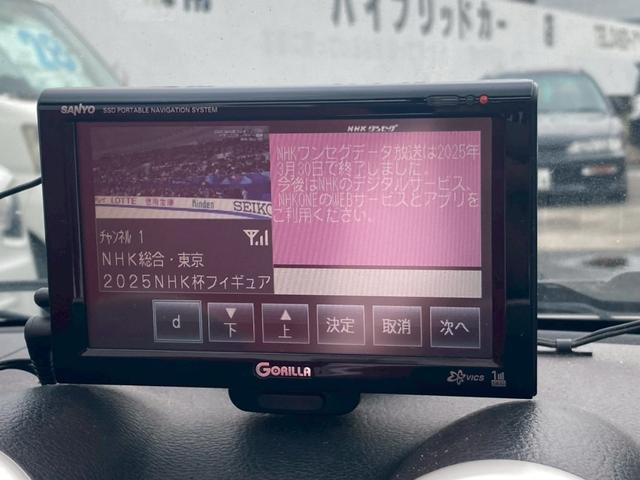 ハイブリッドカー
SANYO SSD PORTABLE NAVIGATION SYSTEM
NHKワンセグ
NHKワンセグデータ放送は2025年
月30日で終了しました。
今後はNHKのデジタルサービス、
NHKONEのWEBサービスとアプリを
ご利用ください
LOTTE Minden SEIKO
チャンネル 1
NHK総合・東京
2025NHK杯フィギュア
d
▼
下
▲
上
決定
取消
次へ
GORILLA
VICS
1